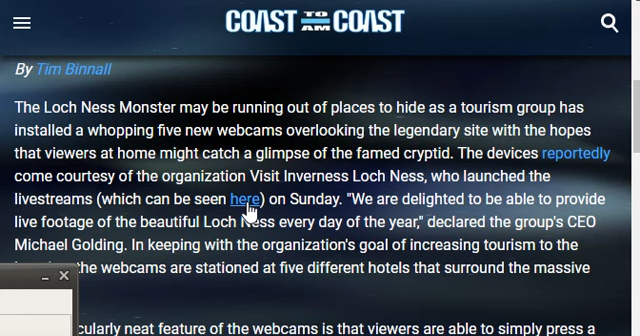 COAST TO AM COAST
By Tim Binnall
The Loch Ness Monster may be running out of places to hide as a tourism group has
installed a whopping five new webcams overlooking the legendary site with the hopes
that viewers at home might catch a glimpse of the famed cryptid. The devices reportedly
come courtesy of the organization Visit Inverness Loch Ness, who launched the
livestreams (which can be seen here) on Sunday. "We are delighted to be able to provide
live footage of the beautiful Loch Ness every day of the year," declared the group's CEO
Michael Golding. In keeping with the organization's goal of increasing tourism to the
the webcams are stationed at five different hotels that surround the massive
neat feature of the webcams is that viewers are able to simply press a